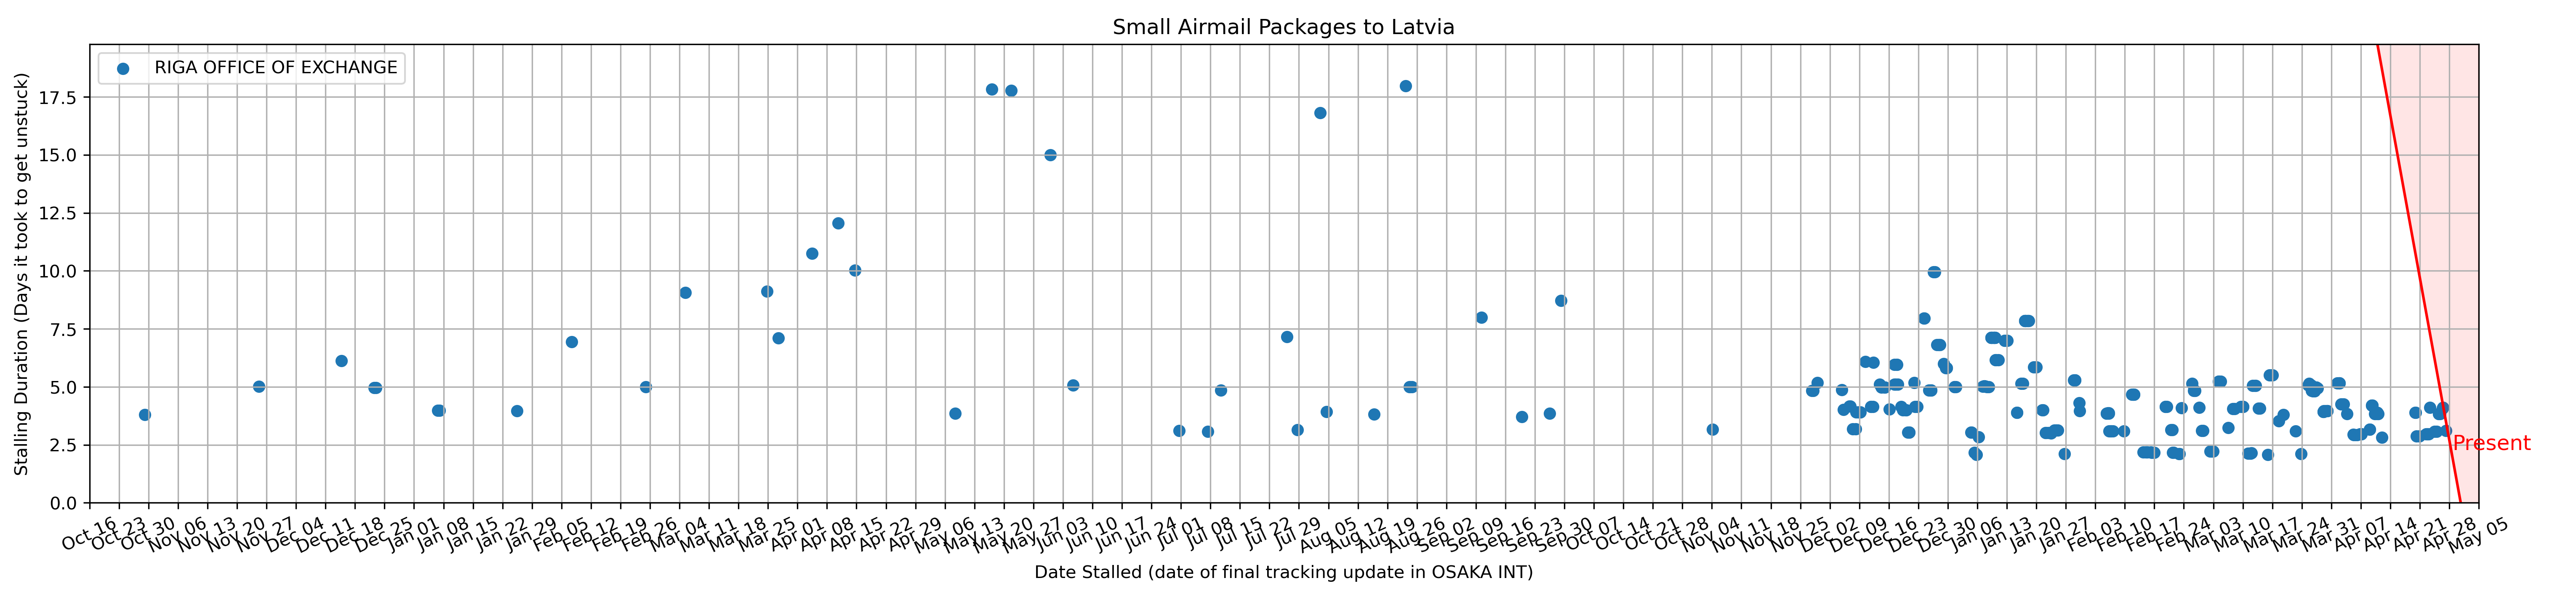 Small Airmail Packages to Latvia
RIGA OFFICE OF EXCHANGE
Stalling Duration (Days it took to get unstuck)
17.5
15.0
12.5
10.0
7.5
5.0
2.5
0.0
Present
Oct 16
Oct 23
Oct 30
Nov 06
Nov 13
Nov 20
Nov 27
Dec 04
Dec 11
Dec 18
Dec 25
Jan 01
Jan 08
Jan 15
Jan 22
Jan 29
Feb 05
Feb 12
Feb 19
Feb 26
Mar 04
Mar 11
Mar 18
Mar 25
Apr 01
Apr 08
Apr 15
Apr 22
Apr 29
May 06
May 13
May 20
May 27
Jun 03
Jun 10
Jun 17
Jun 24
Jul 01
Jul 08
Jul 15
Jul 22
Jul 29
Aug 05
Aug 12
Aug 19
Aug 26
Sep 02
Sep 09
Sep 16
Sep 23
Sep 30
Oct 07
Oct 14
Oct 21
Oct 28
Nov 04
Nov 11
Nov 18
Nov 25
Dec 02
Dec 09
Dec 16
Dec 23
Dec 30
Jan 06
Jan 13
Jan 20
Jan 27
Feb 03
Feb 10
Feb 17
Feb 24
Mar 03
Mar 10
Mar 17
Mar 24
Mar 31
Apr 07
Apr 14
Apr 21
Apr 28
May 05
Date Stalled (date of final tracking update in OSAKA INT)